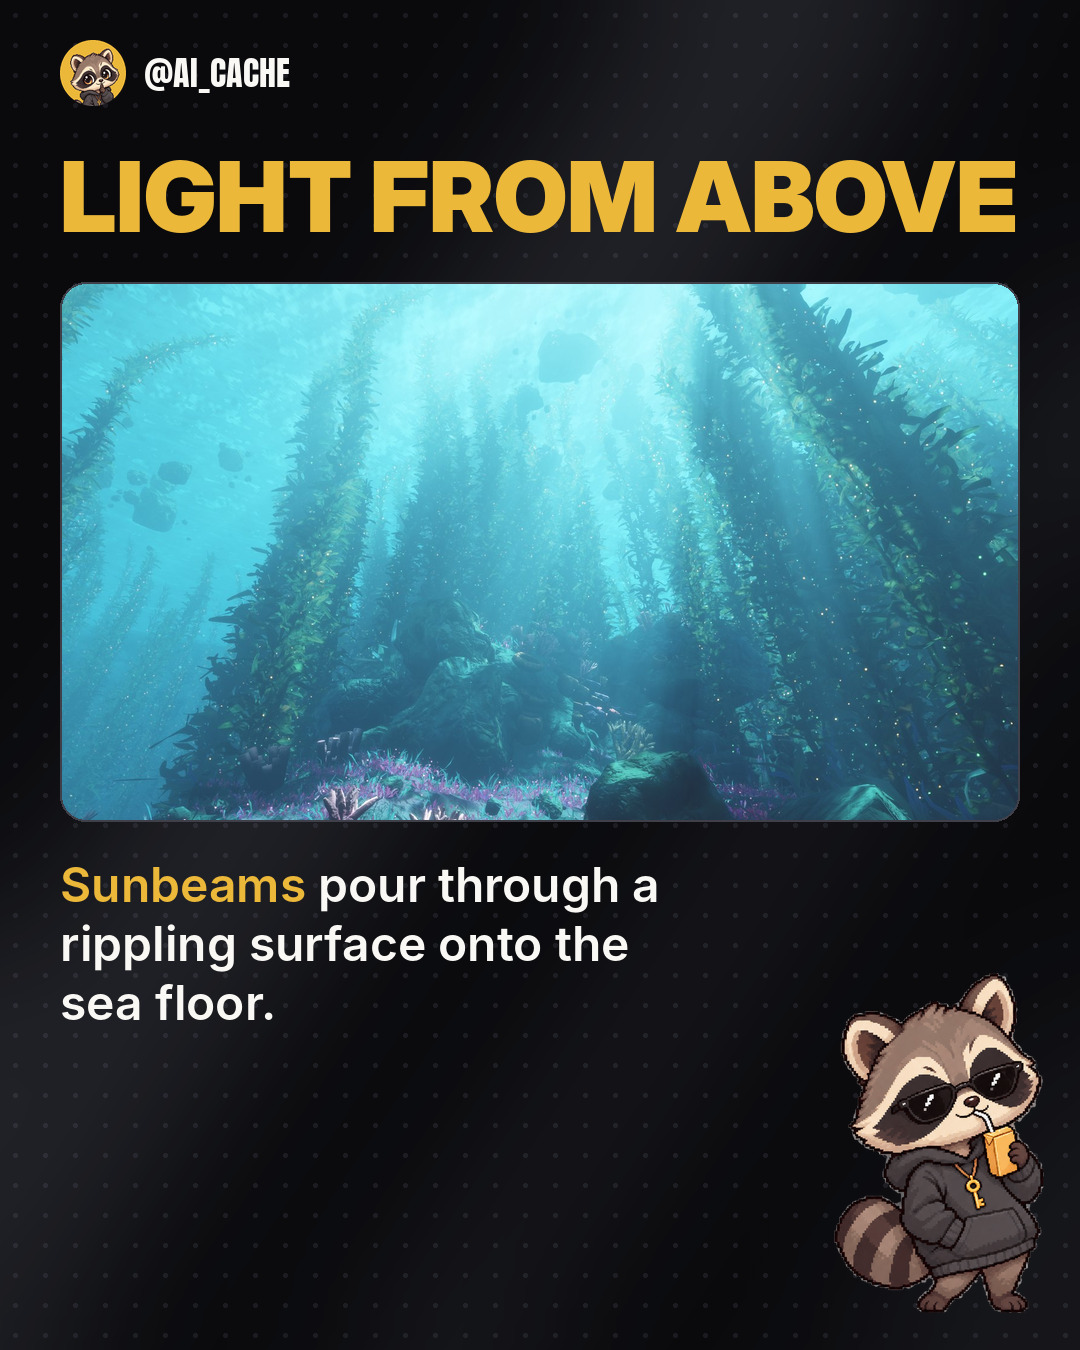 @AI_CACHE
LIGHT FROM ABOVE
Sunbeams pour through a
rippling surface onto the
sea floor.